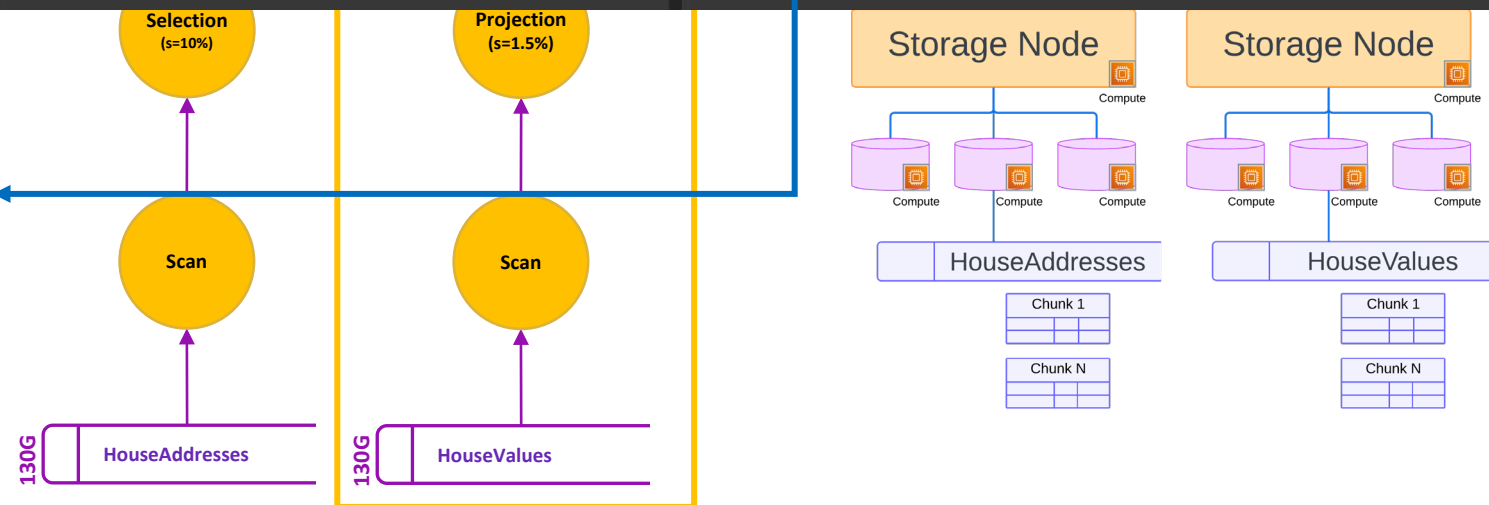 Selection
(s=10%)
Projection
(s=1.5%)
Storage Node
Compute
Storage Node
Compute
Compute
Compute
Compute
Compute
Compute
Compute
Scan
Scan
HouseAddresses
HouseValues
Chunk 1
Chunk 1
Chunk N
Chunk N
130G
HouseAddresses
130G
HouseValues